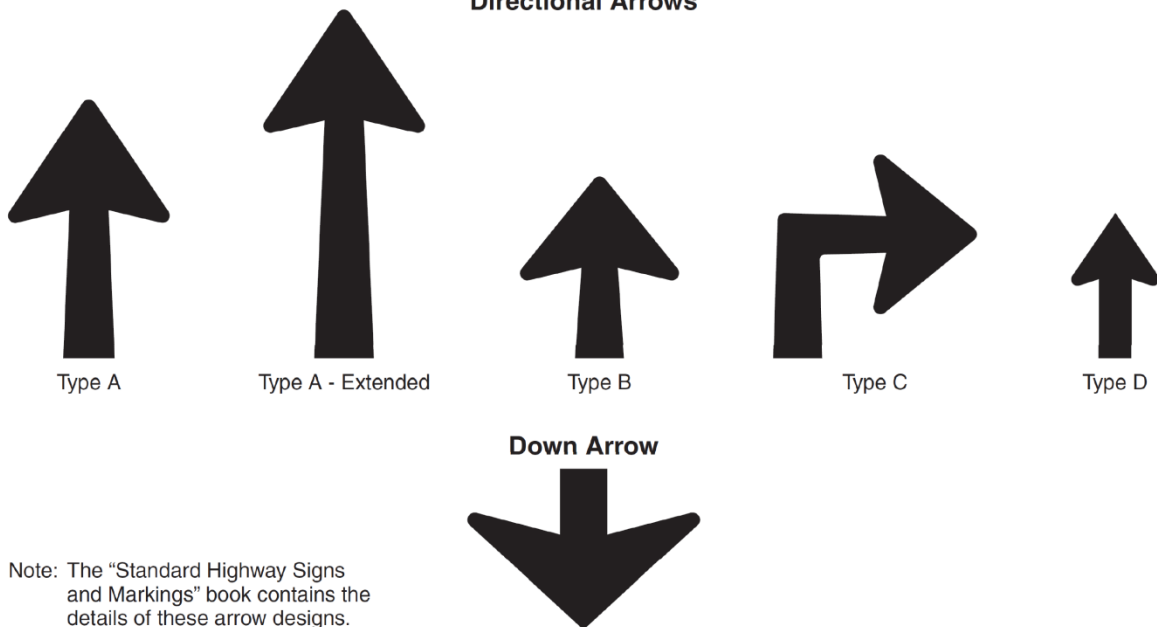 Directional Arrows
Type A
Type A - Extended
Type B
Type C
Type D
Down Arrow
Note: The “Standard Highway Signs
and Markings” book contains the
details of these arrow designs.